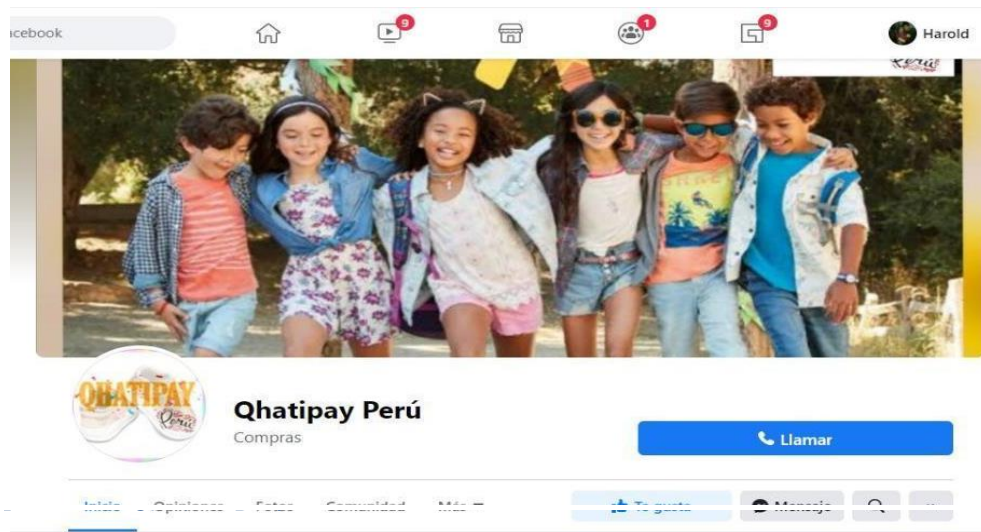 acebook
9
1
9
Harold
Perú
QHATIPAY
Perú
Qhatipay Perú
Compras
Llamar
Inicio Opiniones Fotos Comunidad Más
Te gusta Mensaje